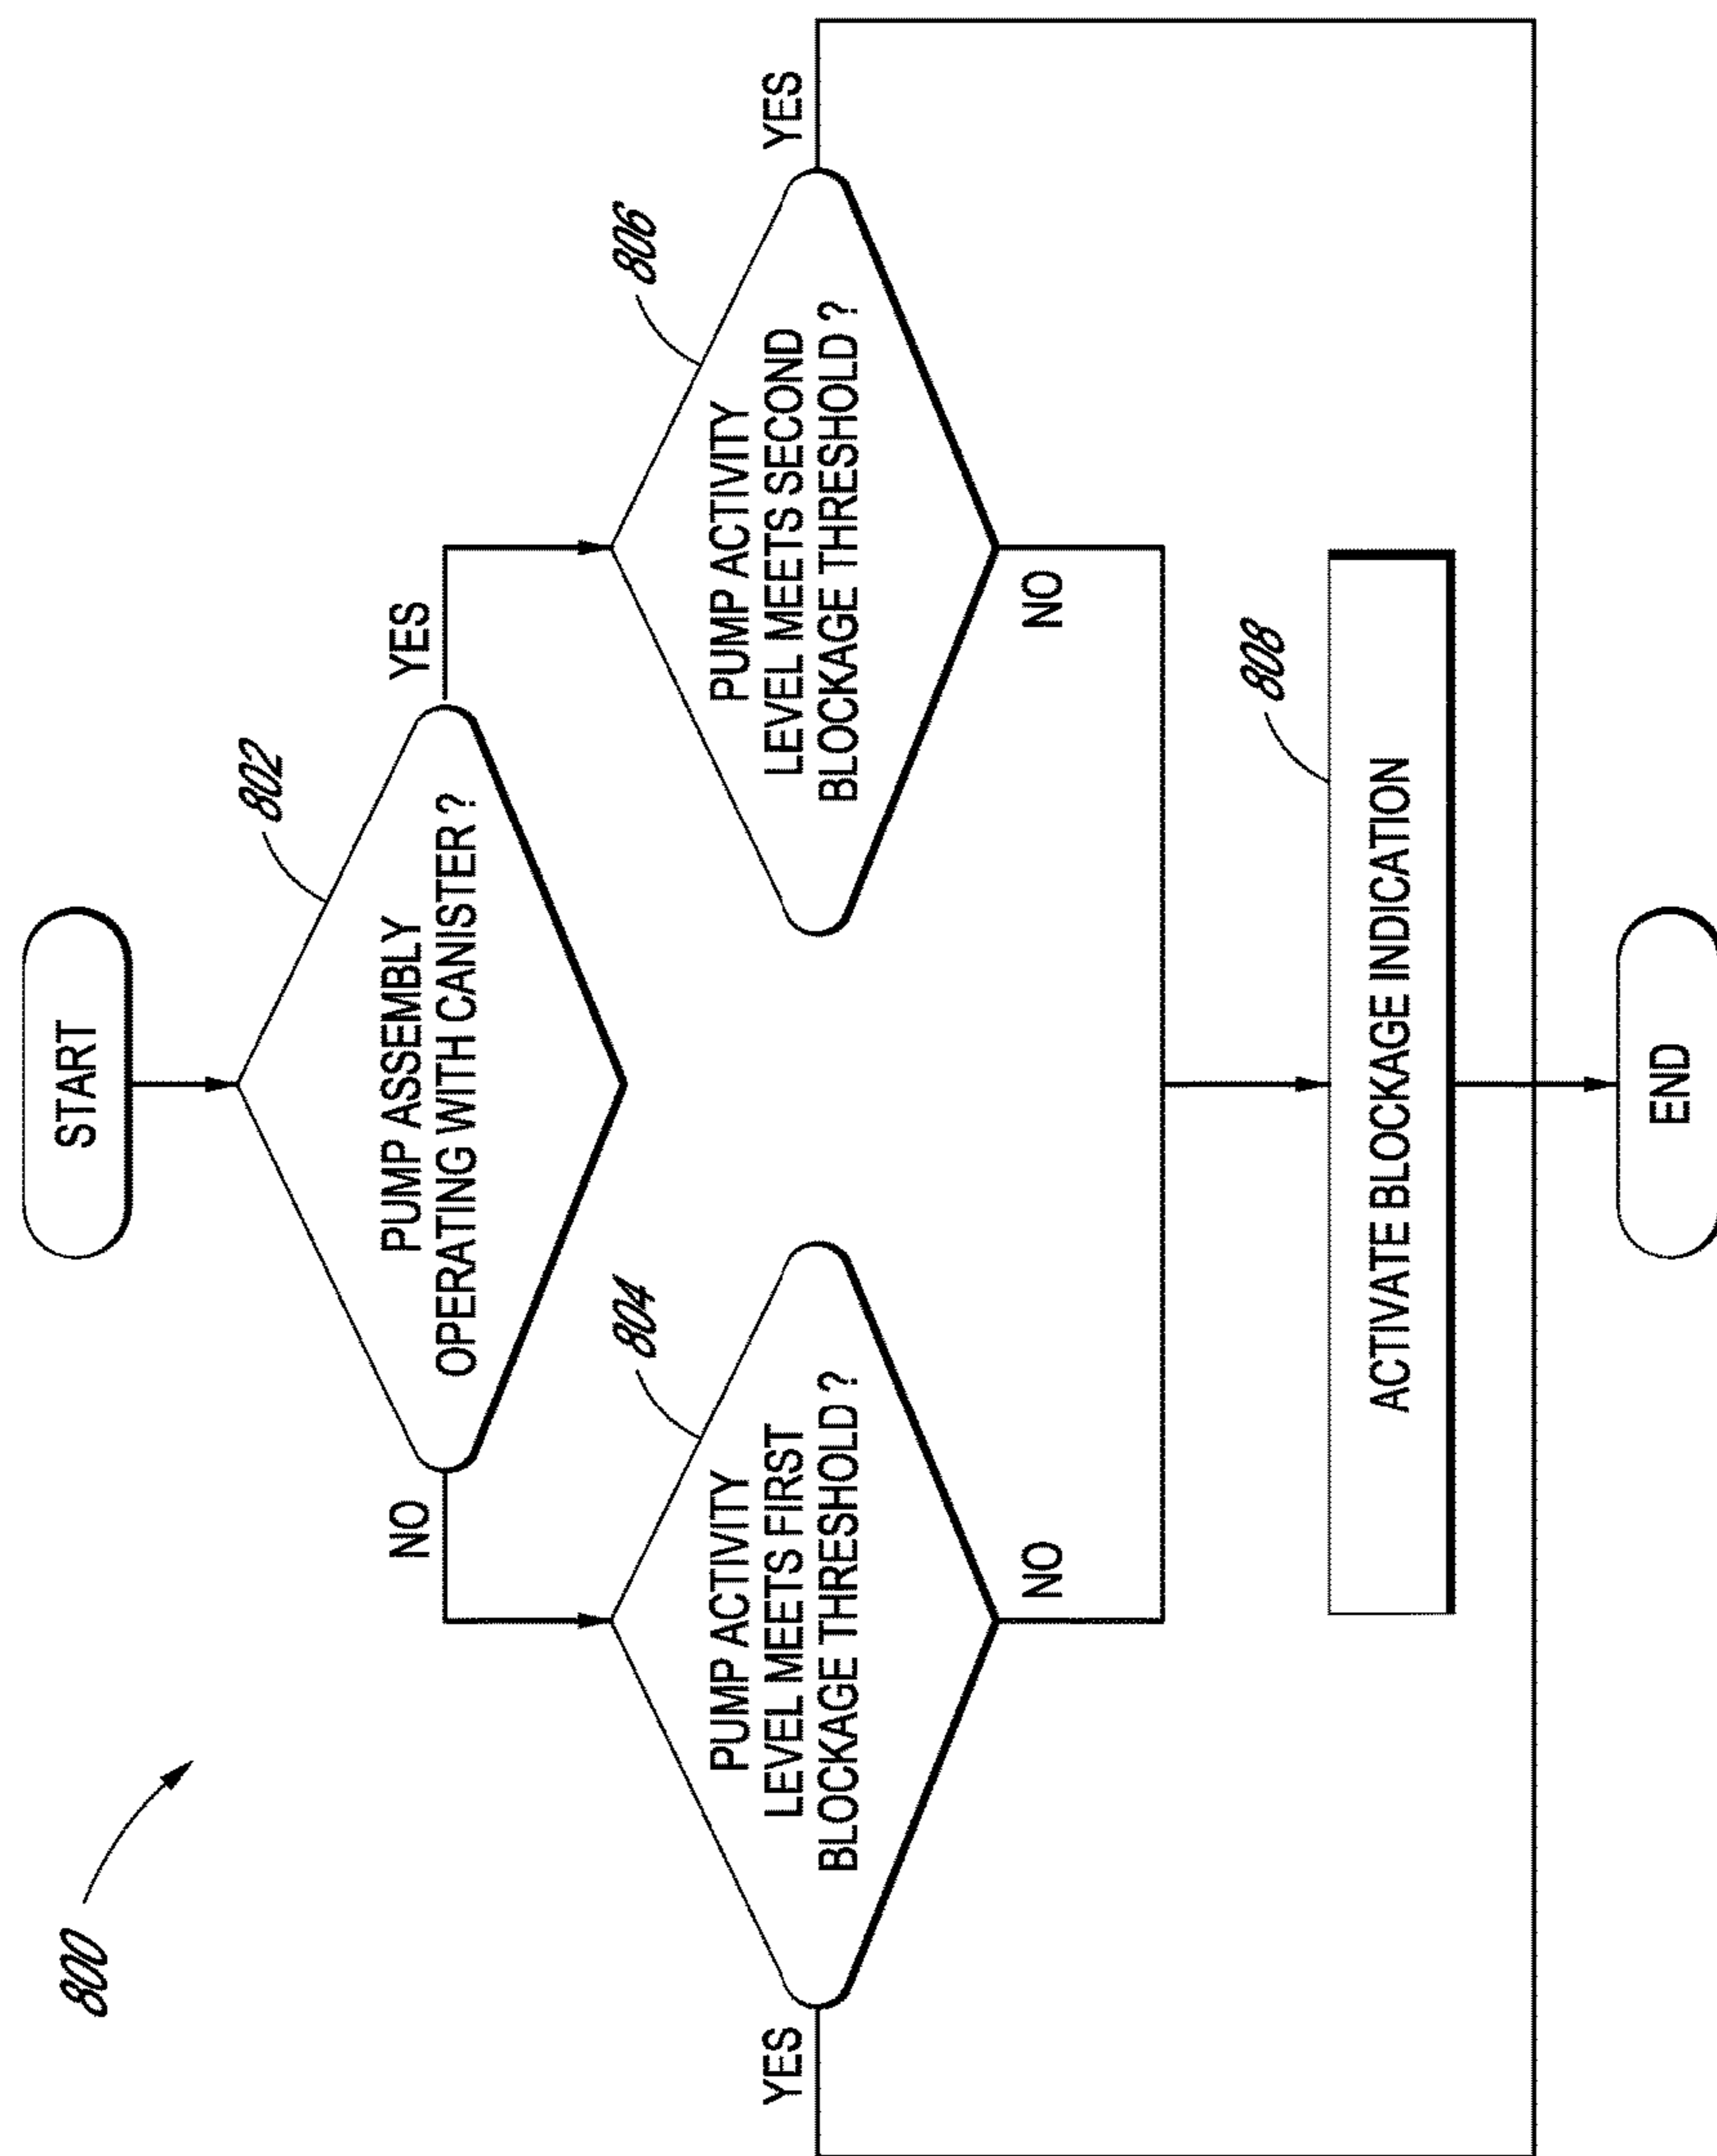 800
START
802
PUMP ASSEMBLY
OPERATING WITH CANISTER ?
NO
YES
804
PUMP ACTIVITY
LEVEL MEETS FIRST
BLOCKAGE THRESHOLD ?
YES
NO
806
PUMP ACTIVITY
LEVEL MEETS SECOND
BLOCKAGE THRESHOLD ?
YES
NO
808
ACTIVATE BLOCKAGE INDICATION
END